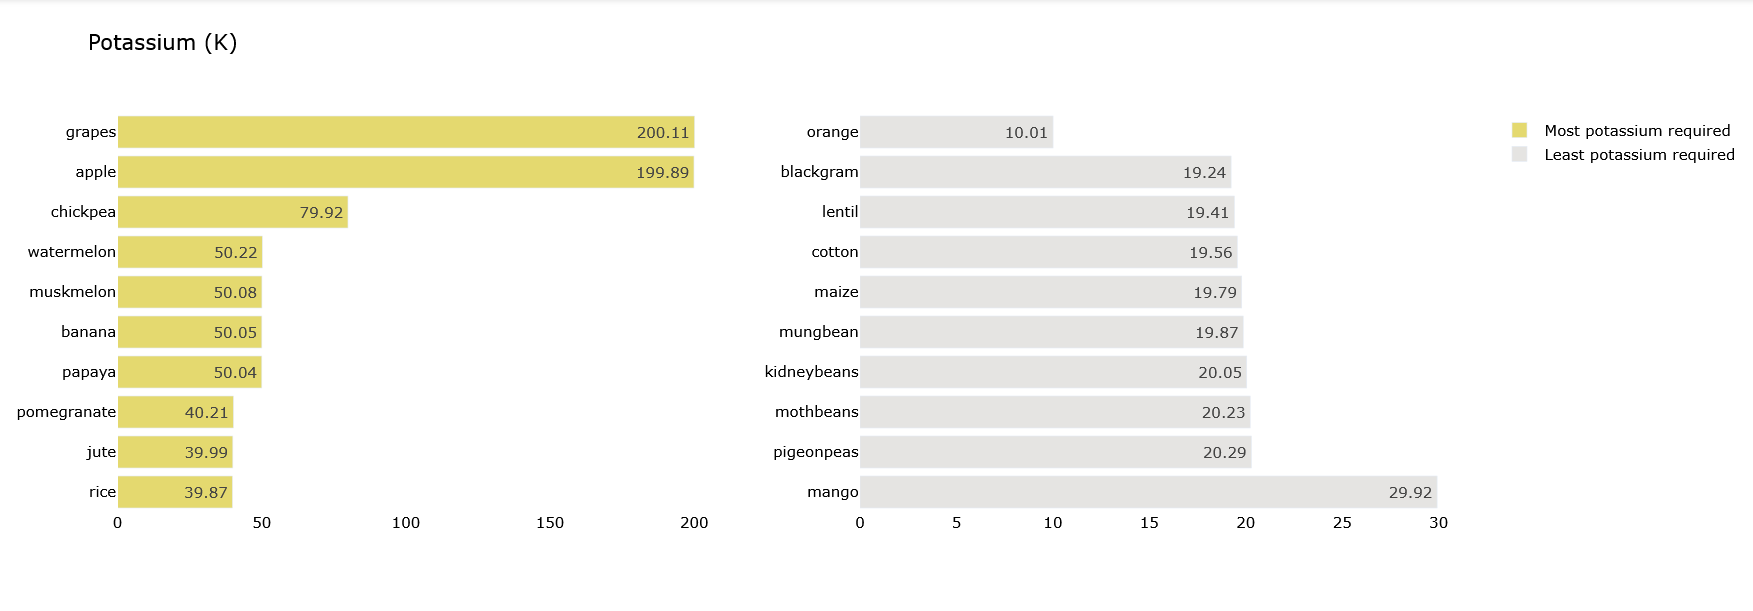 Potassium (K)
grapes 200.11
apple 199.89
chickpea 79.92
watermelon 50.22
muskmelon 50.08
banana 50.05
papaya 50.04
pomegranate 40.21
jute 39.99
rice 39.87
0 50 100 150 200
orange 10.01
blackgram 19.24
lentil 19.41
cotton 19.56
maize 19.79
mungbean 19.87
kidneybeans 20.05
mothbeans 20.23
pigeonpeas 20.29
mango 29.92
0 5 10 15 20 25 30
Most potassium required
Least potassium required